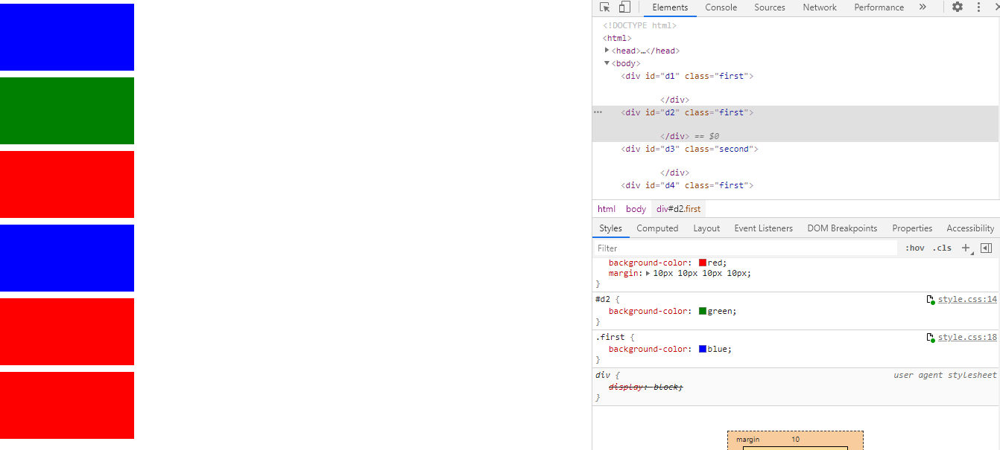 Elements Console Sources Network Performance »
<!DOCTYPE html>
<html>
<head>…</head>
<body>
<div id="d1" class="first">
</div>
<div id="d2" class="first">
</div> == $0
<div id="d3" class="second">
</div>
<div id="d4" class="first">
html body div#d2.first
Styles Computed Layout Event Listeners DOM Breakpoints Properties Accessibility
Filter :hov .cls +
background-color: red;
margin: 10px 10px 10px 10px;
}
#d2 { style.css:14
background-color: green;
}
.first { style.css:18
background-color: blue;
}
div { user agent stylesheet
display: block;
}
margin 10